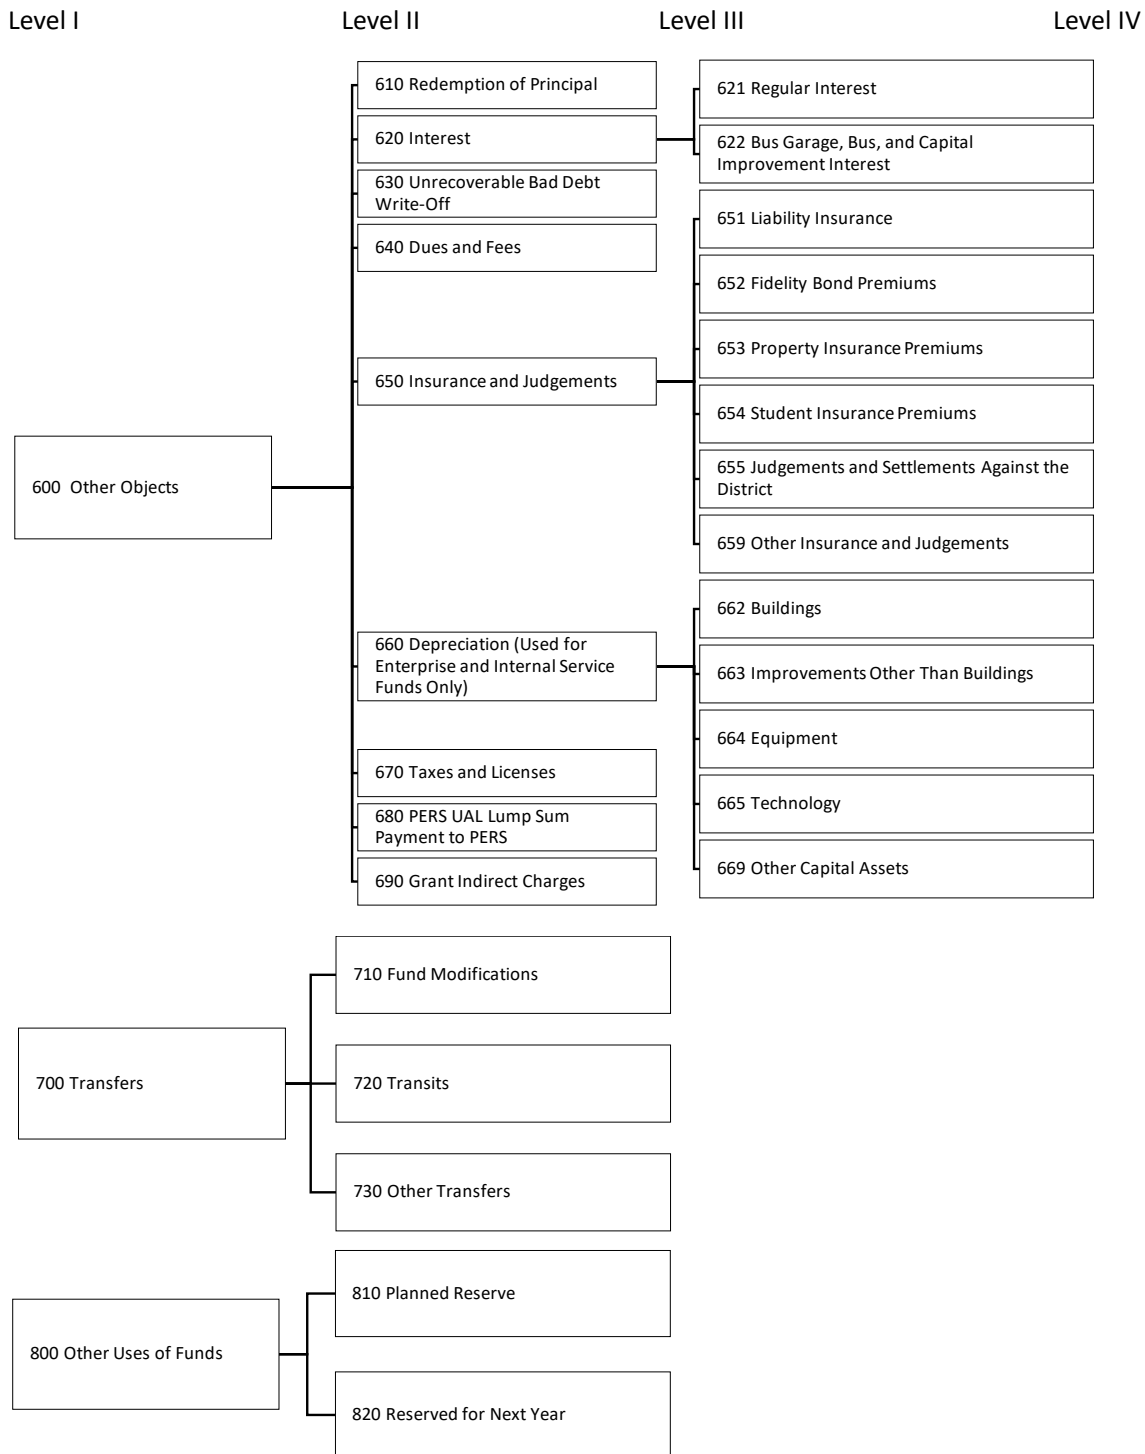 Level I Level II Level III Level IV
600 Other Objects
610 Redemption of Principal
620 Interest
621 Regular Interest
622 Bus Garage, Bus, and Capital
Improvement Interest
630 Unrecoverable Bad Debt
Write-Off
640 Dues and Fees
650 Insurance and Judgements
651 Liability Insurance
652 Fidelity Bond Premiums
653 Property Insurance Premiums
654 Student Insurance Premiums
655 Judgements and Settlements Against the
District
659 Other Insurance and Judgements
660 Depreciation (Used for
Enterprise and Internal Service
Funds Only)
662 Buildings
663 Improvements Other Than Buildings
664 Equipment
665 Technology
669 Other Capital Assets
670 Taxes and Licenses
680 PERS UAL Lump Sum
Payment to PERS
690 Grant Indirect Charges
700 Transfers
710 Fund Modifications
720 Transits
730 Other Transfers
800 Other Uses of Funds
810 Planned Reserve
820 Reserved for Next Year